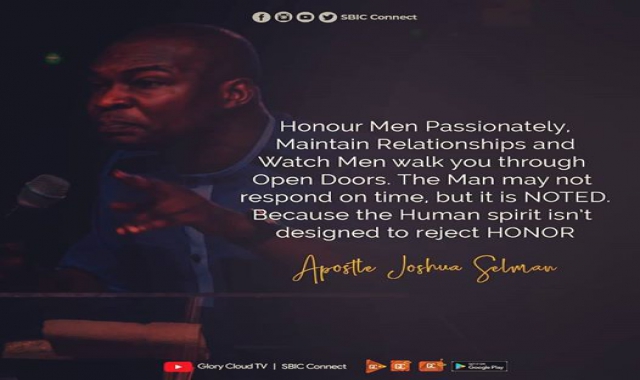 SBIC Connect
Honour Men Passionately,
Maintain Relationships and
Watch Men walk you through
Open Doors. The Man may not
respond on time, but it is NOTED.
Because the Human spirit isn't
designed to reject HONOR
Apostle Joshua Selman
Glory Cloud TV | SBIC Connect
Google Play